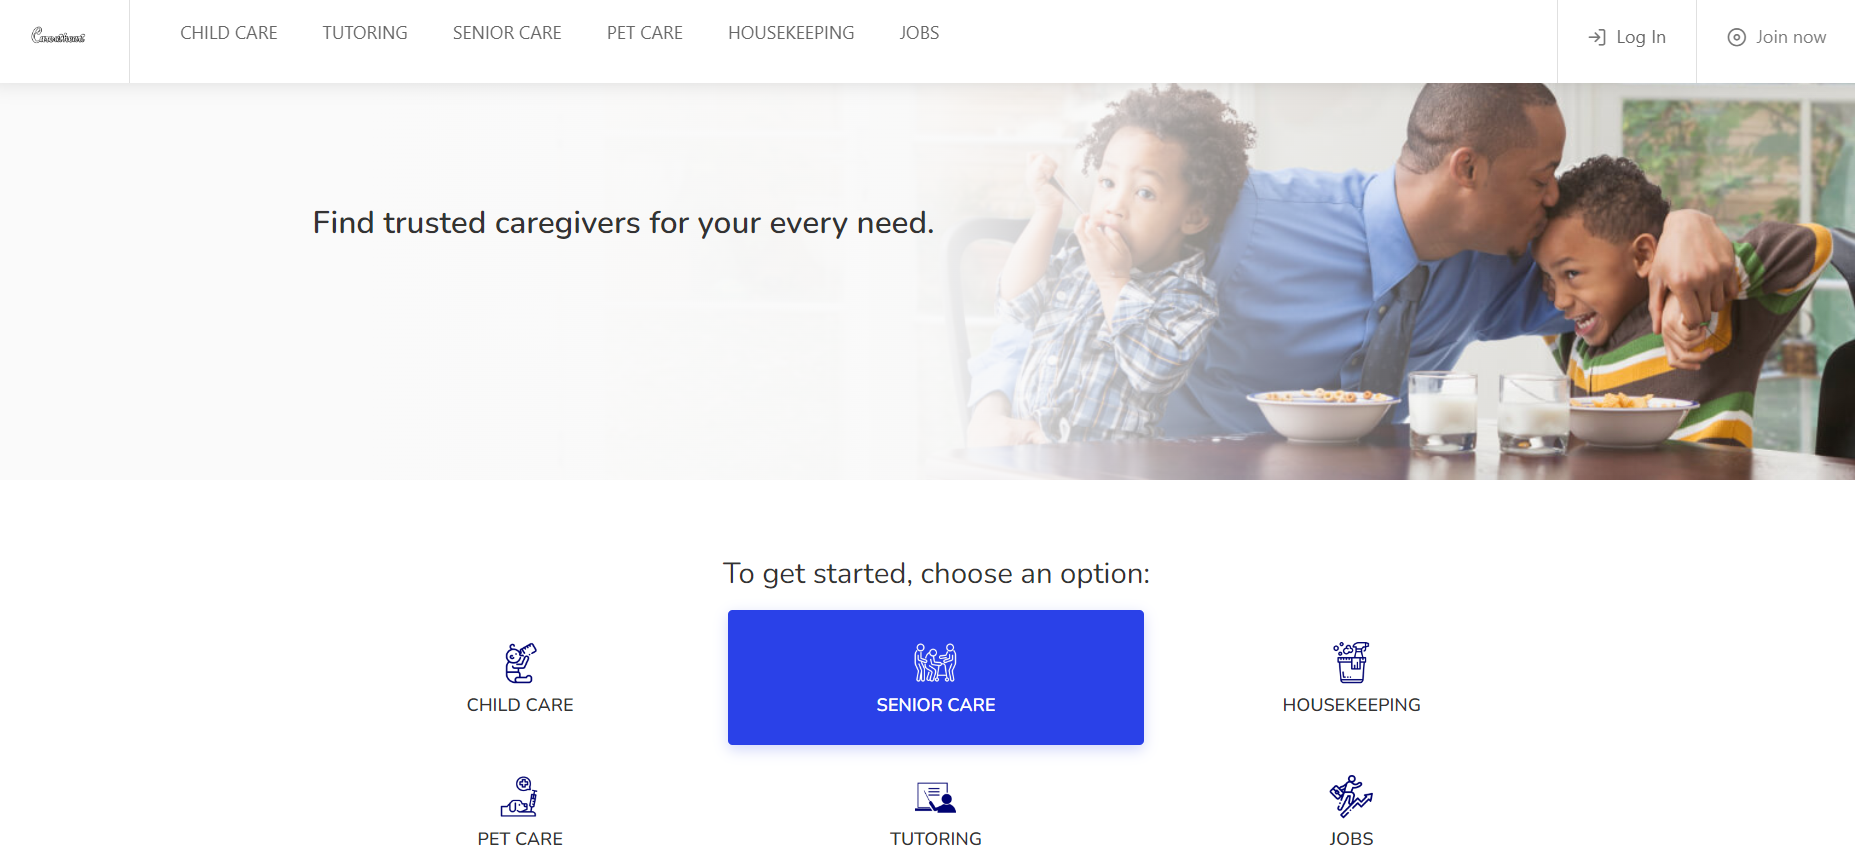 CHILD CARE TUTORING SENIOR CARE PET CARE HOUSEKEEPING JOBS Log In Join now
Find trusted caregivers for your every need.
To get started, choose an option:
CHILD CARE SENIOR CARE HOUSEKEEPING
PET CARE TUTORING JOBS